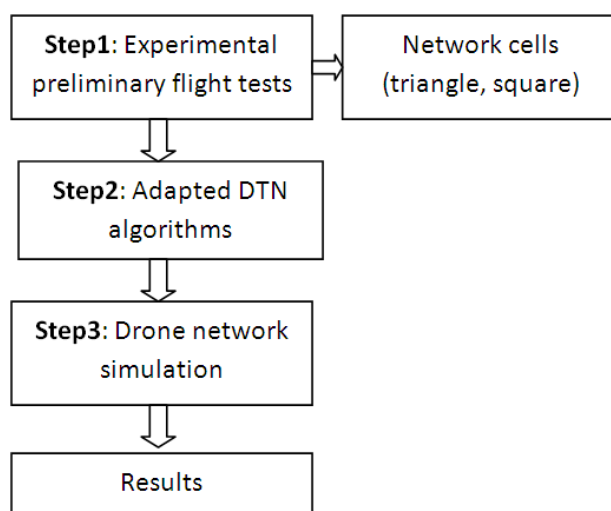 Step1: Experimental
preliminary flight tests
Network cells
(triangle, square)
Step2: Adapted DTN
algorithms
Step3: Drone network
simulation
Results